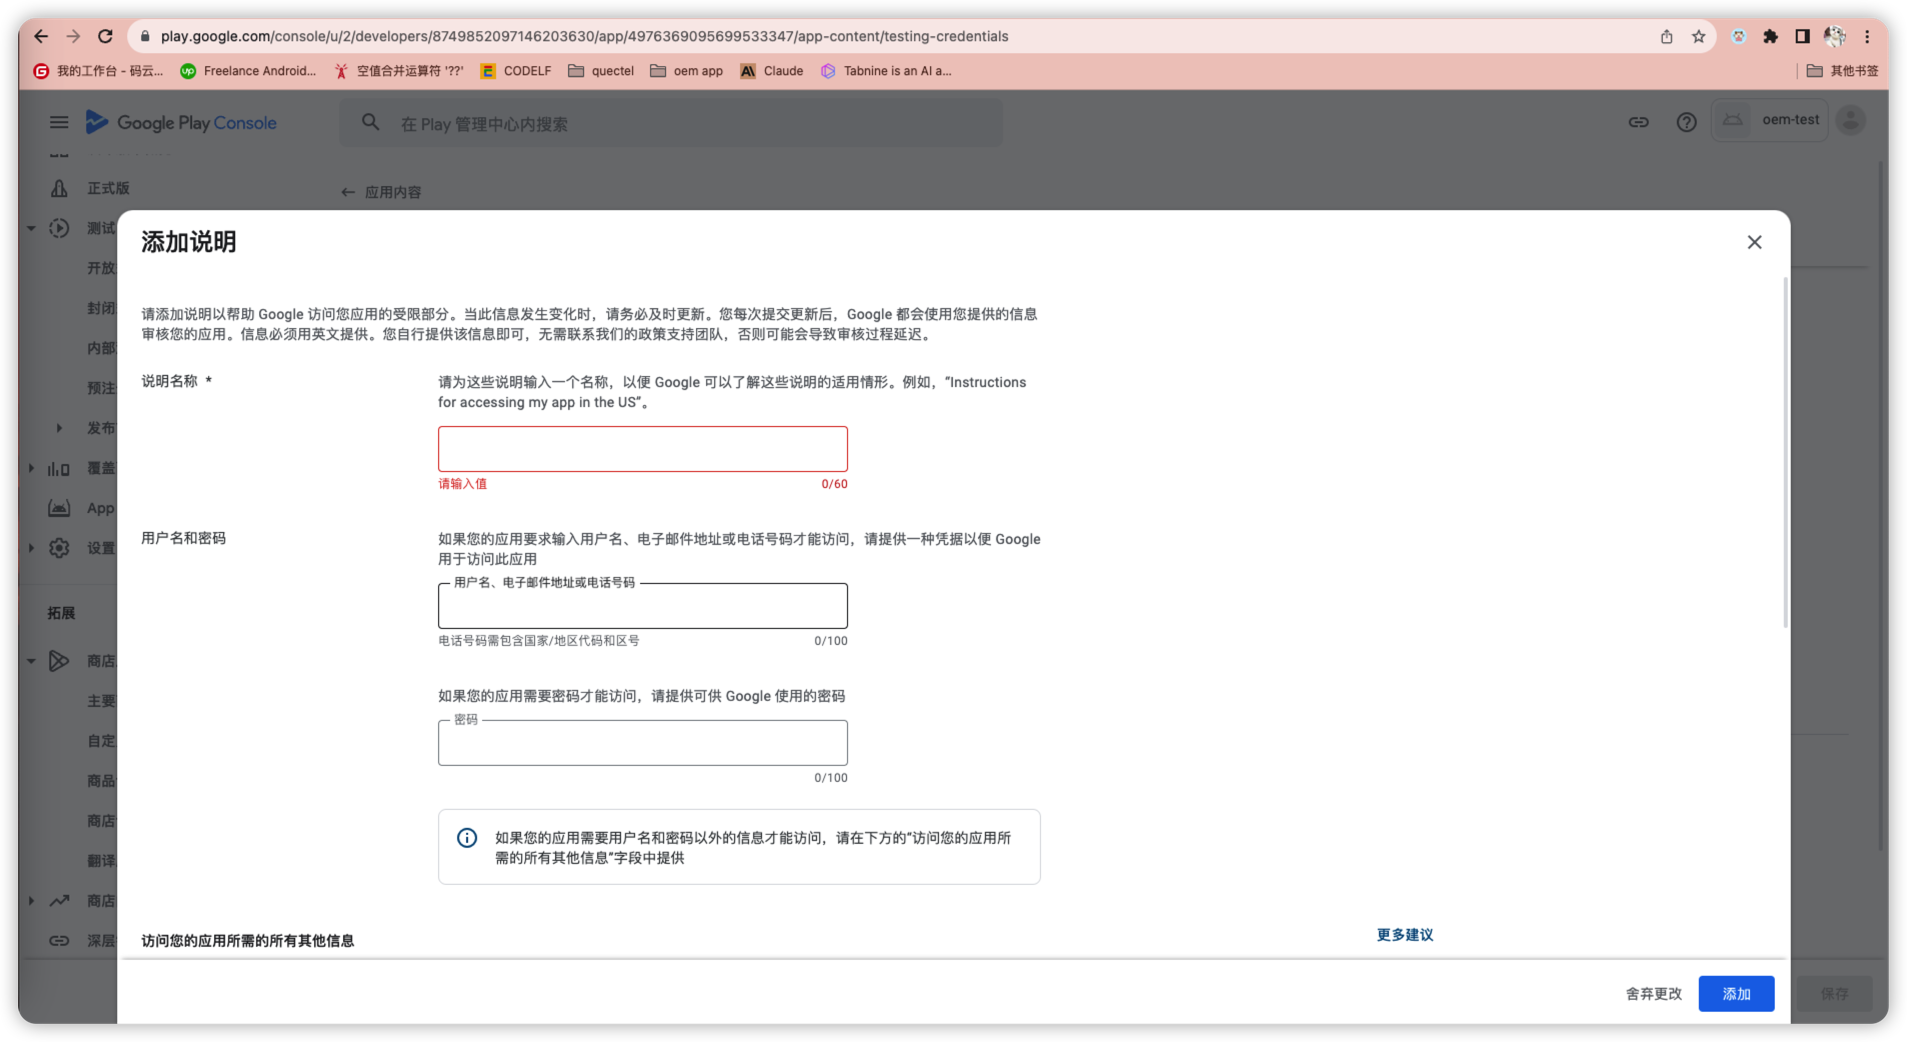 play.google.com/console/u/2/developers/8749852097146203630/app/4976369095699533347/app-content/testing-credentials
我的工作台 - 码云... Freelance Android... 空值合并运算符 '??' CODELF quectel oem app Claude Tabnine is an AI a... 其他书签
Google Play Console
在 Play 管理中心内搜索
oem-test
正式版
← 应用内容
测试
开放
封闭
内部
预注
发布
覆盖
App
设置
拓展
商店
主要
自定
商品
商店
翻译
商店
深层
添加说明
请添加说明以帮助 Google 访问您应用的受限部分。当此信息发生变化时，请务必及时更新。您每次提交更新后，Google 都会使用您提供的信息
审核您的应用。信息必须用英文提供。您自行提供该信息即可，无需联系我们的政策支持团队，否则可能会导致审核过程延迟。
说明名称 *
请为这些说明输入一个名称，以便 Google 可以了解这些说明的适用情形。例如，“Instructions
for accessing my app in the US”。
请输入值 0/60
用户名和密码
如果您的应用要求输入用户名、电子邮件地址或电话号码才能访问，请提供一种凭据以便 Google
用于访问此应用
用户名、电子邮件地址或电话号码
电话号码需包含国家/地区代码和区号 0/100
如果您的应用需要密码才能访问，请提供可供 Google 使用的密码
密码
0/100
如果您的应用需要用户名和密码以外的信息才能访问，请在下方的“访问您的应用所
需的所有其他信息”字段中提供
访问您的应用所需的所有其他信息
更多建议
舍弃更改 添加 保存